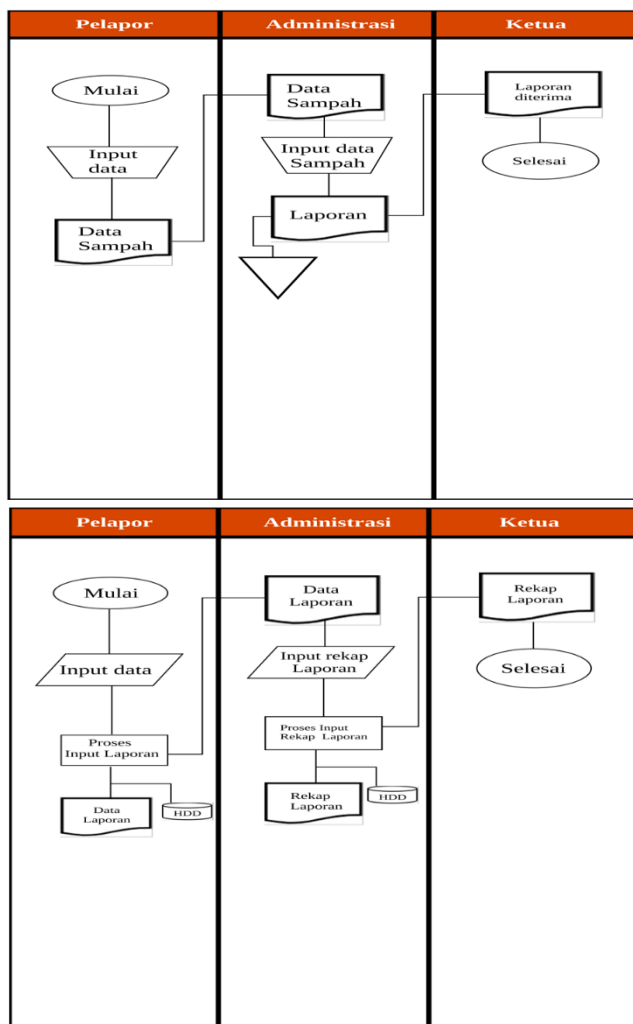 Pelapor
Administrasi
Ketua
Mulai
Input
data
Data
Sampah
Data
Sampah
Input data
Sampah
Laporan
Laporan
diterima
Selesai
Pelapor
Administrasi
Ketua
Mulai
Input data
Proses
Input Laporan
Data
Laporan
HDD
Data
Laporan
Input rekap
Laporan
Proses Input
Rekap Laporan
Rekap
Laporan
HDD
Rekap
Laporan
Selesai